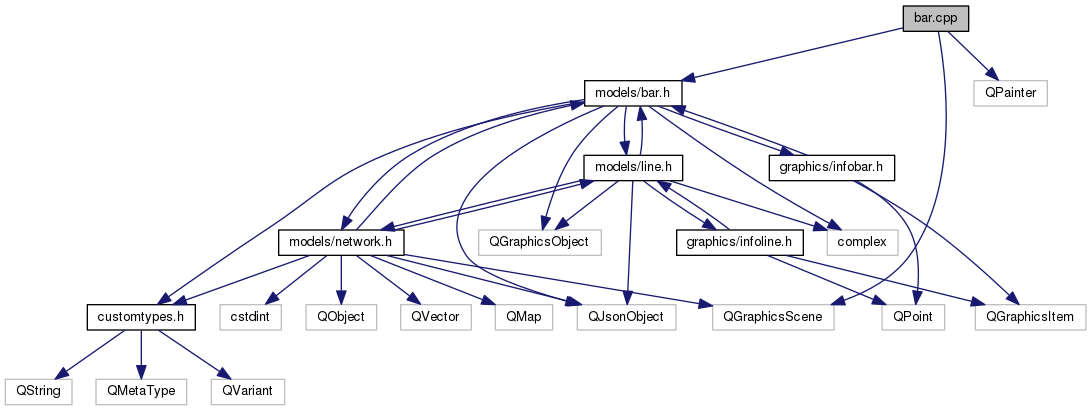 bar.cpp
models/bar.h
QPainter
models/line.h
graphics/infobar.h
models/network.h
QGraphicsObject
graphics/infoline.h
complex
customtypes.h
cstdint
QObject
QVector
QMap
QJsonObject
QGraphicsScene
QPoint
QGraphicsItem
QString
QMetaType
QVariant